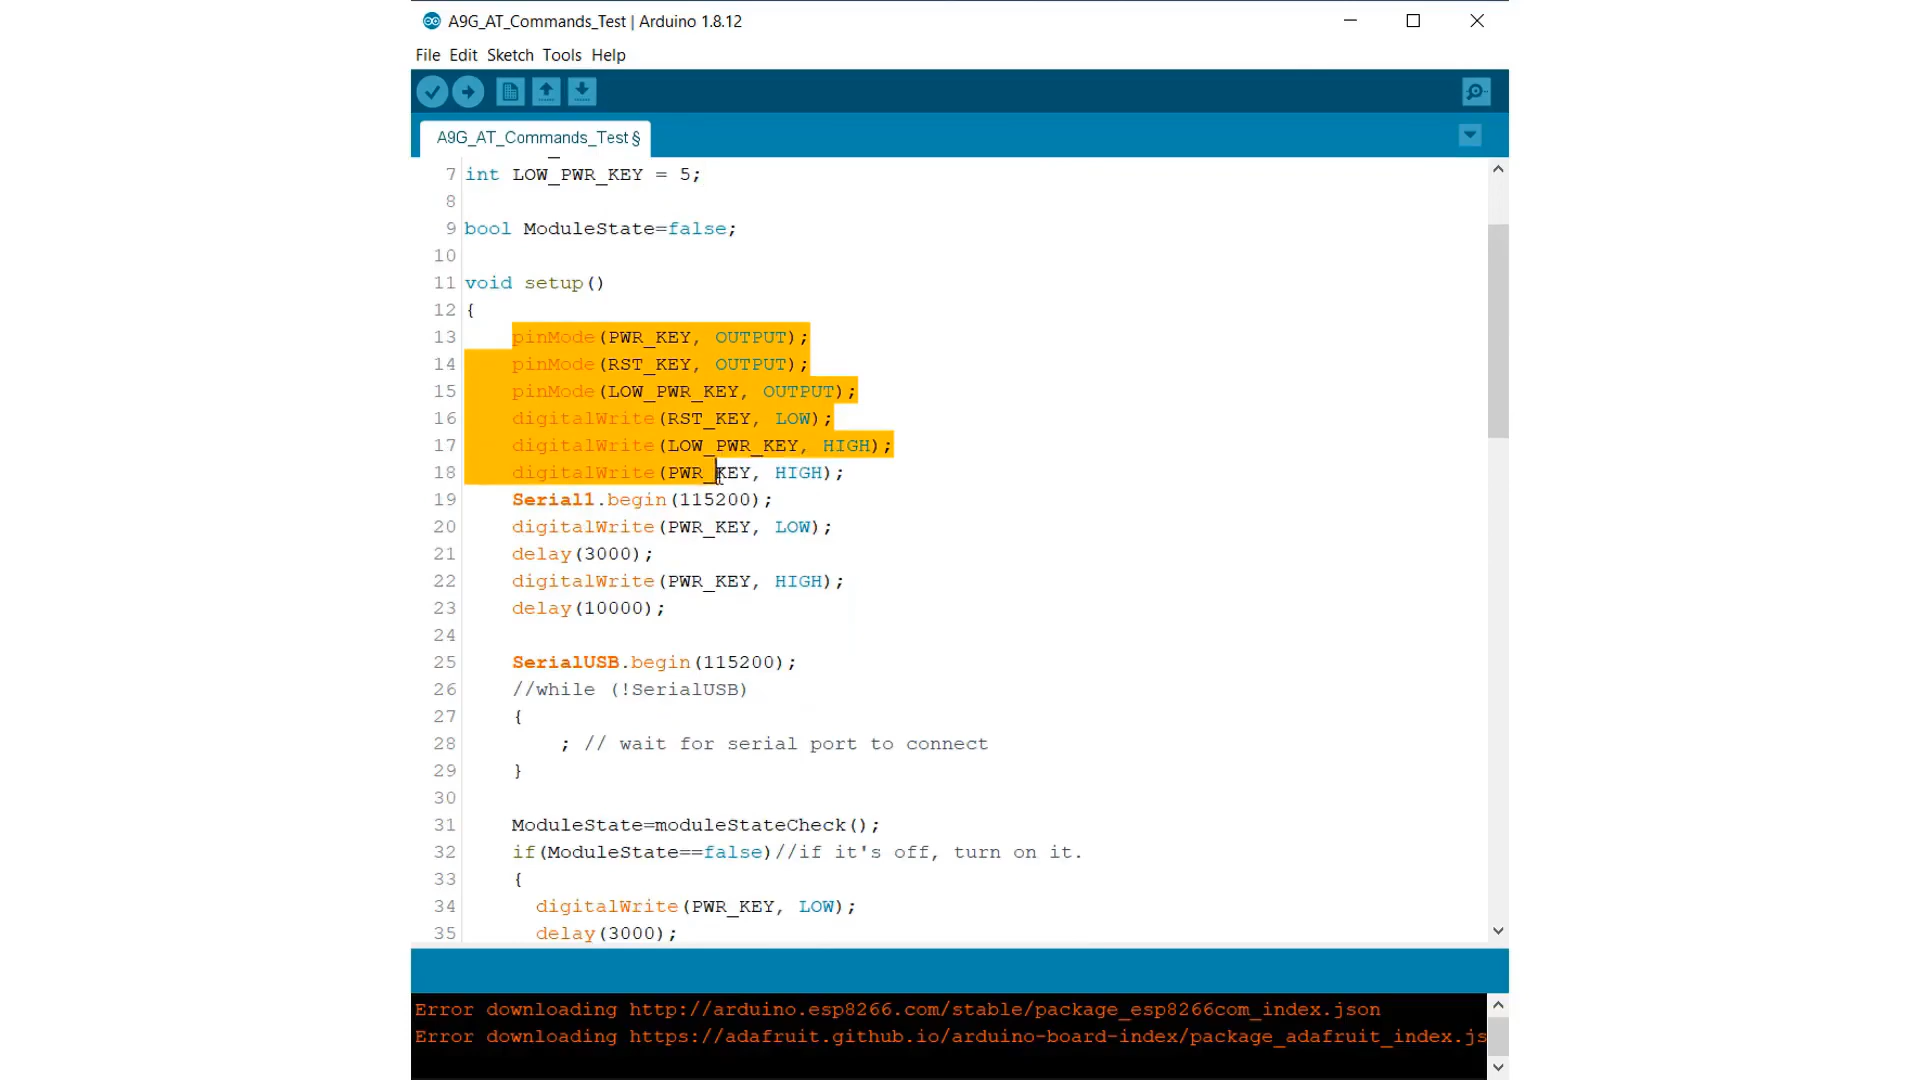 A9G_AT_Commands_Test | Arduino 1.8.12
File Edit Sketch Tools Help
A9G_AT_Commands_Test §
7 int LOW_PWR_KEY = 5;
8
9 bool ModuleState=false;
10
11 void setup()
12 {
13 pinMode(PWR_KEY, OUTPUT);
14 pinMode(RST_KEY, OUTPUT);
15 pinMode(LOW_PWR_KEY, OUTPUT);
16 digitalWrite(RST_KEY, LOW);
17 digitalWrite(LOW_PWR_KEY, HIGH);
18 digitalWrite(PWR_KEY, HIGH);
19 Serial1.begin(115200);
20 digitalWrite(PWR_KEY, LOW);
21 delay(3000);
22 digitalWrite(PWR_KEY, HIGH);
23 delay(10000);
24
25 SerialUSB.begin(115200);
26 //while (!SerialUSB)
27 {
28 ; // wait for serial port to connect
29 }
30
31 ModuleState=moduleStateCheck();
32 if(ModuleState==false)//if it's off, turn on it.
33 {
34 digitalWrite(PWR_KEY, LOW);
35 delay(3000);
Error downloading http://arduino.esp8266.com/stable/package_esp8266com_index.json
Error downloading https://adafruit.github.io/arduino-board-index/package_adafruit_index.js